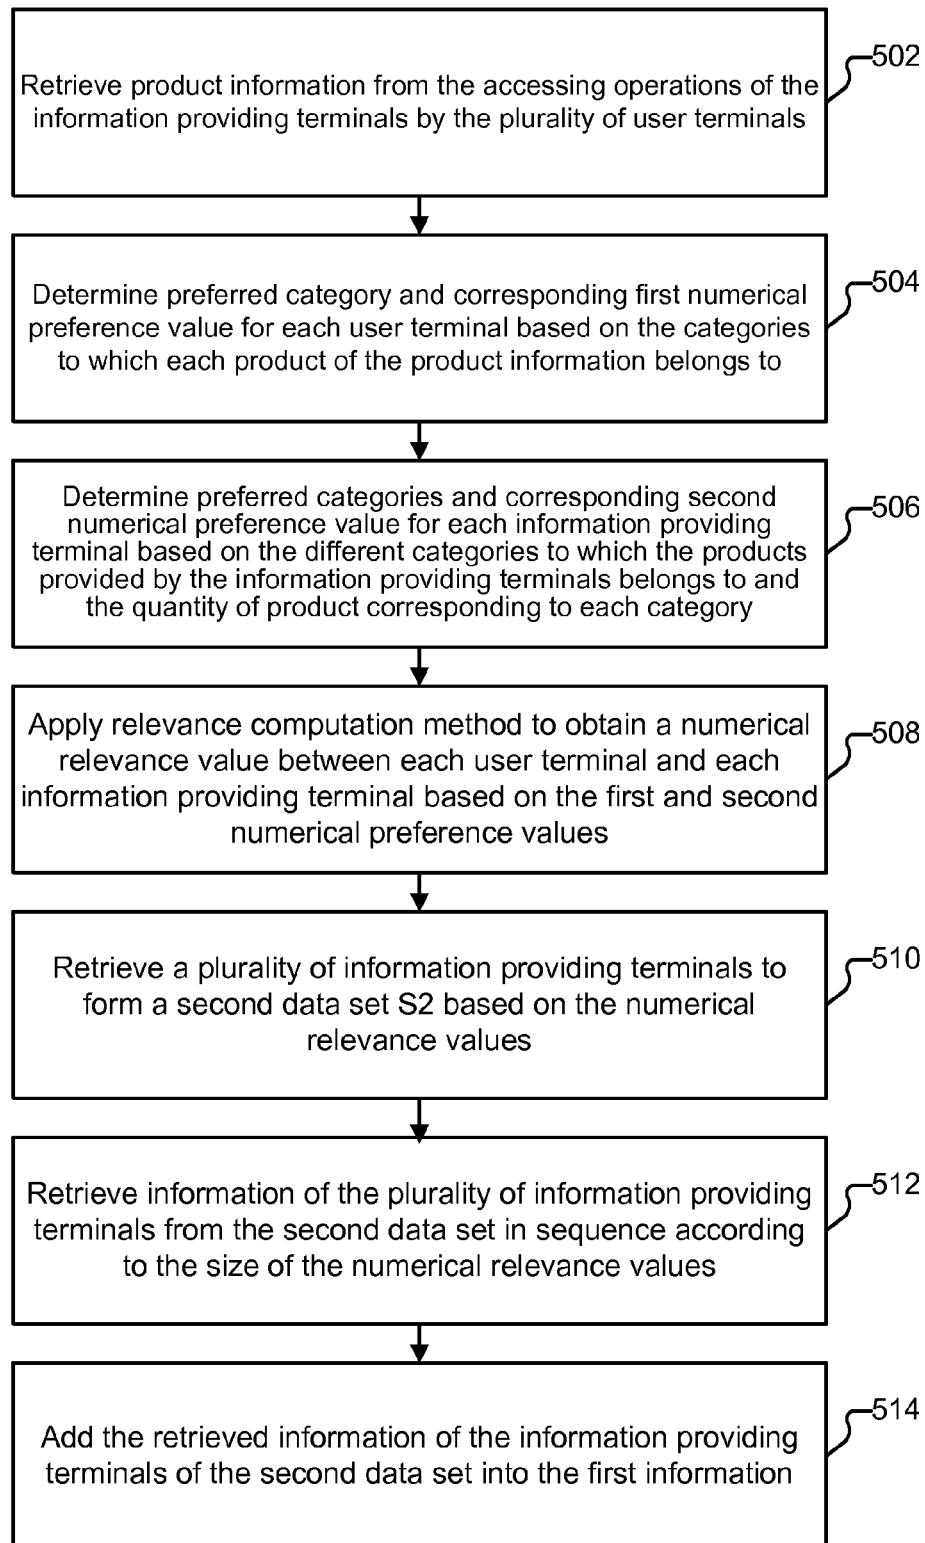 Retrieve product information from the accessing operations of the
information providing terminals by the plurality of user terminals
502
Determine preferred category and corresponding first numerical
preference value for each user terminal based on the categories
to which each product of the product information belongs to
504
Determine preferred categories and corresponding second
numerical preference value for each information providing
terminal based on the different categories to which the products
provided by the information providing terminals belongs to and
the quantity of product corresponding to each category
506
Apply relevance computation method to obtain a numerical
relevance value between each user terminal and each
information providing terminal based on the first and second
numerical preference values
508
Retrieve a plurality of information providing terminals to
form a second data set S2 based on the numerical
relevance values
510
Retrieve information of the plurality of information providing
terminals from the second data set in sequence according
to the size of the numerical relevance values
512
Add the retrieved information of the information providing
terminals of the second data set into the first information
514